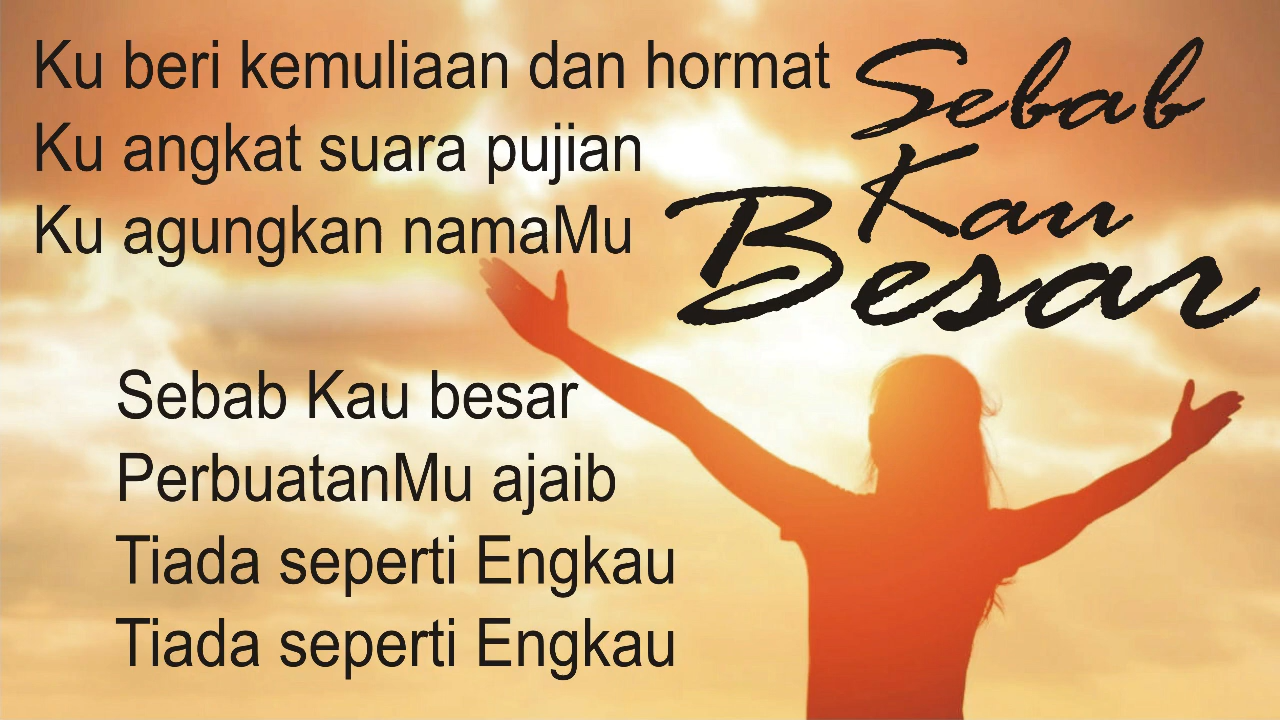 Ku beri kemuliaan dan hormat
Ku angkat suara pujian
Ku agungkan namaMu
Sebab
Kau
Besar
Sebab Kau besar
PerbuatanMu ajaib
Tiada seperti Engkau
Tiada seperti Engkau